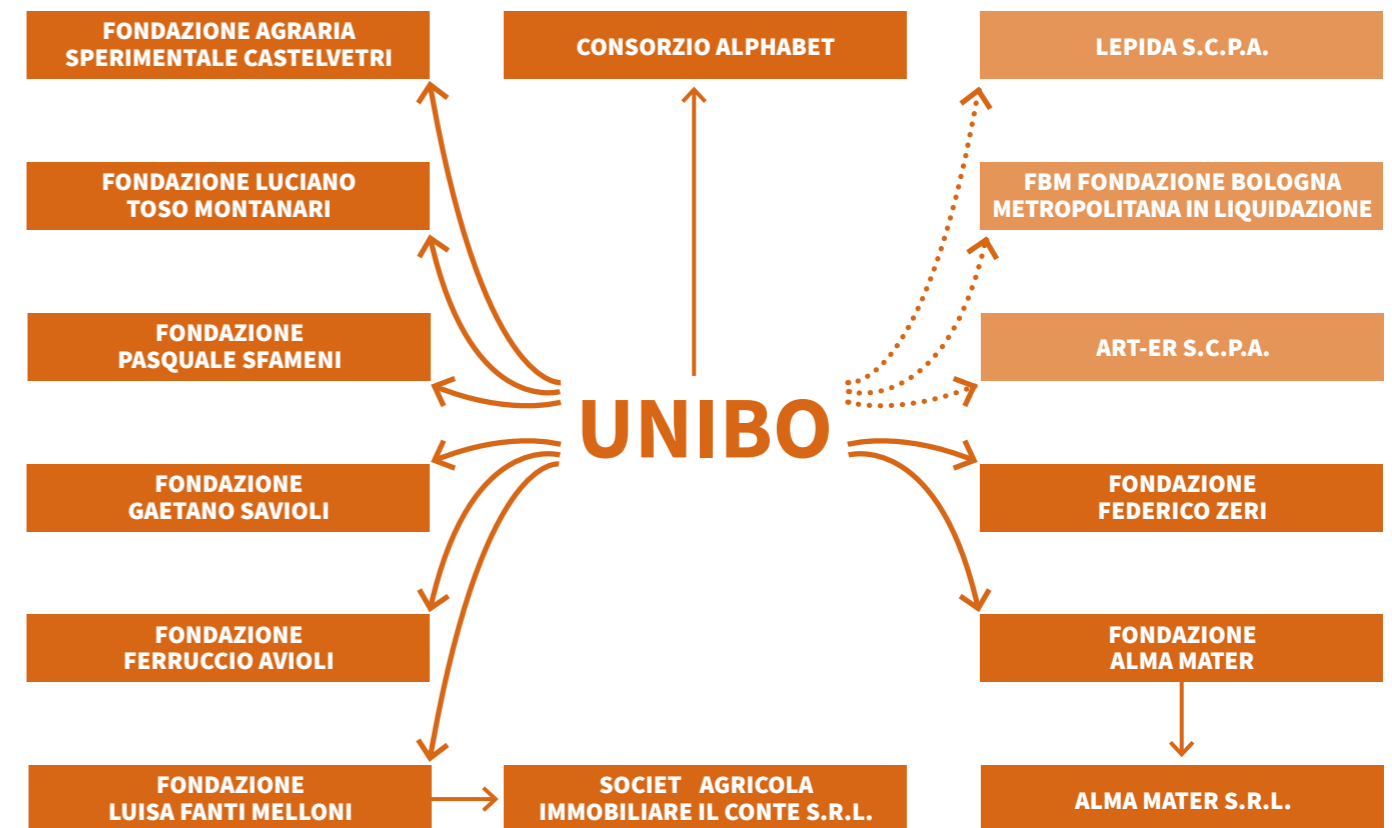 FONDAZIONE AGRARIA
SPERIMENTALE CASTELVETRI
CONSORZIO ALPHABET
LEPIDA S.C.P.A.
FONDAZIONE LUCIANO
TOSO MONTANARI
FBM FONDAZIONE BOLOGNA
METROPOLITANA IN LIQUIDAZIONE
FONDAZIONE
PASQUALE SFAMENI
ART-ER S.C.P.A.
UNIBO
FONDAZIONE
GAETANO SAVIOLI
FONDAZIONE
FEDERICO ZERI
FONDAZIONE
FERRUCCIO AVIOLI
FONDAZIONE
ALMA MATER
FONDAZIONE
LUISA FANTI MELLONI
SOCIET AGRICOLA
IMMOBILIARE IL CONTE S.R.L.
ALMA MATER S.R.L.